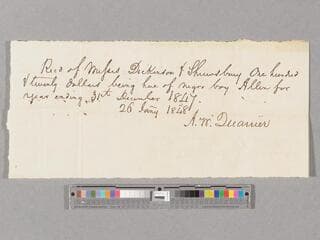 Recd of Messrs Dickinson & Shrewsbury One hundred
& twenty Dollars being hire of negro boy Allen for
year ending 31st December 1847.
26 Jany 1848
A. W. Quarrier